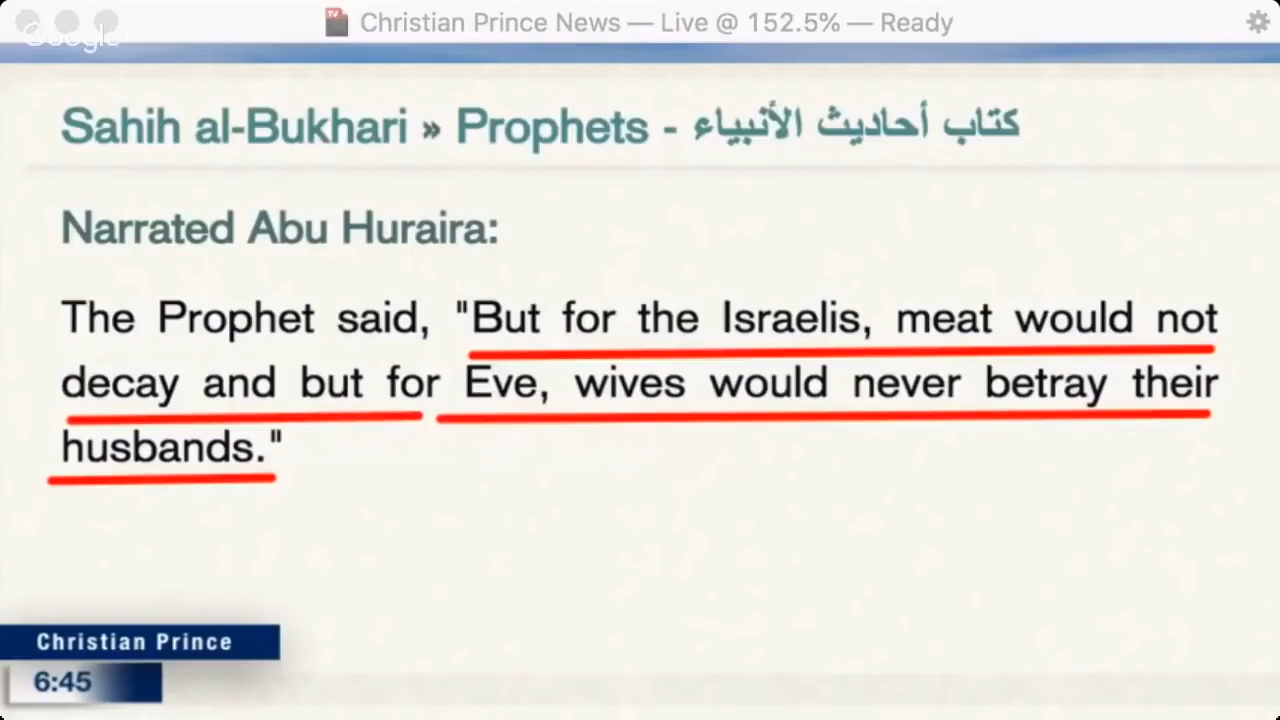 Christian Prince News — Live @ 152.5% — Ready
Google
Sahih al-Bukhari » Prophets - كتاب أحاديث الأنبياء
Narrated Abu Huraira:
The Prophet said, "But for the Israelis, meat would not
decay and but for Eve, wives would never betray their
husbands."
Christian Prince
6:45